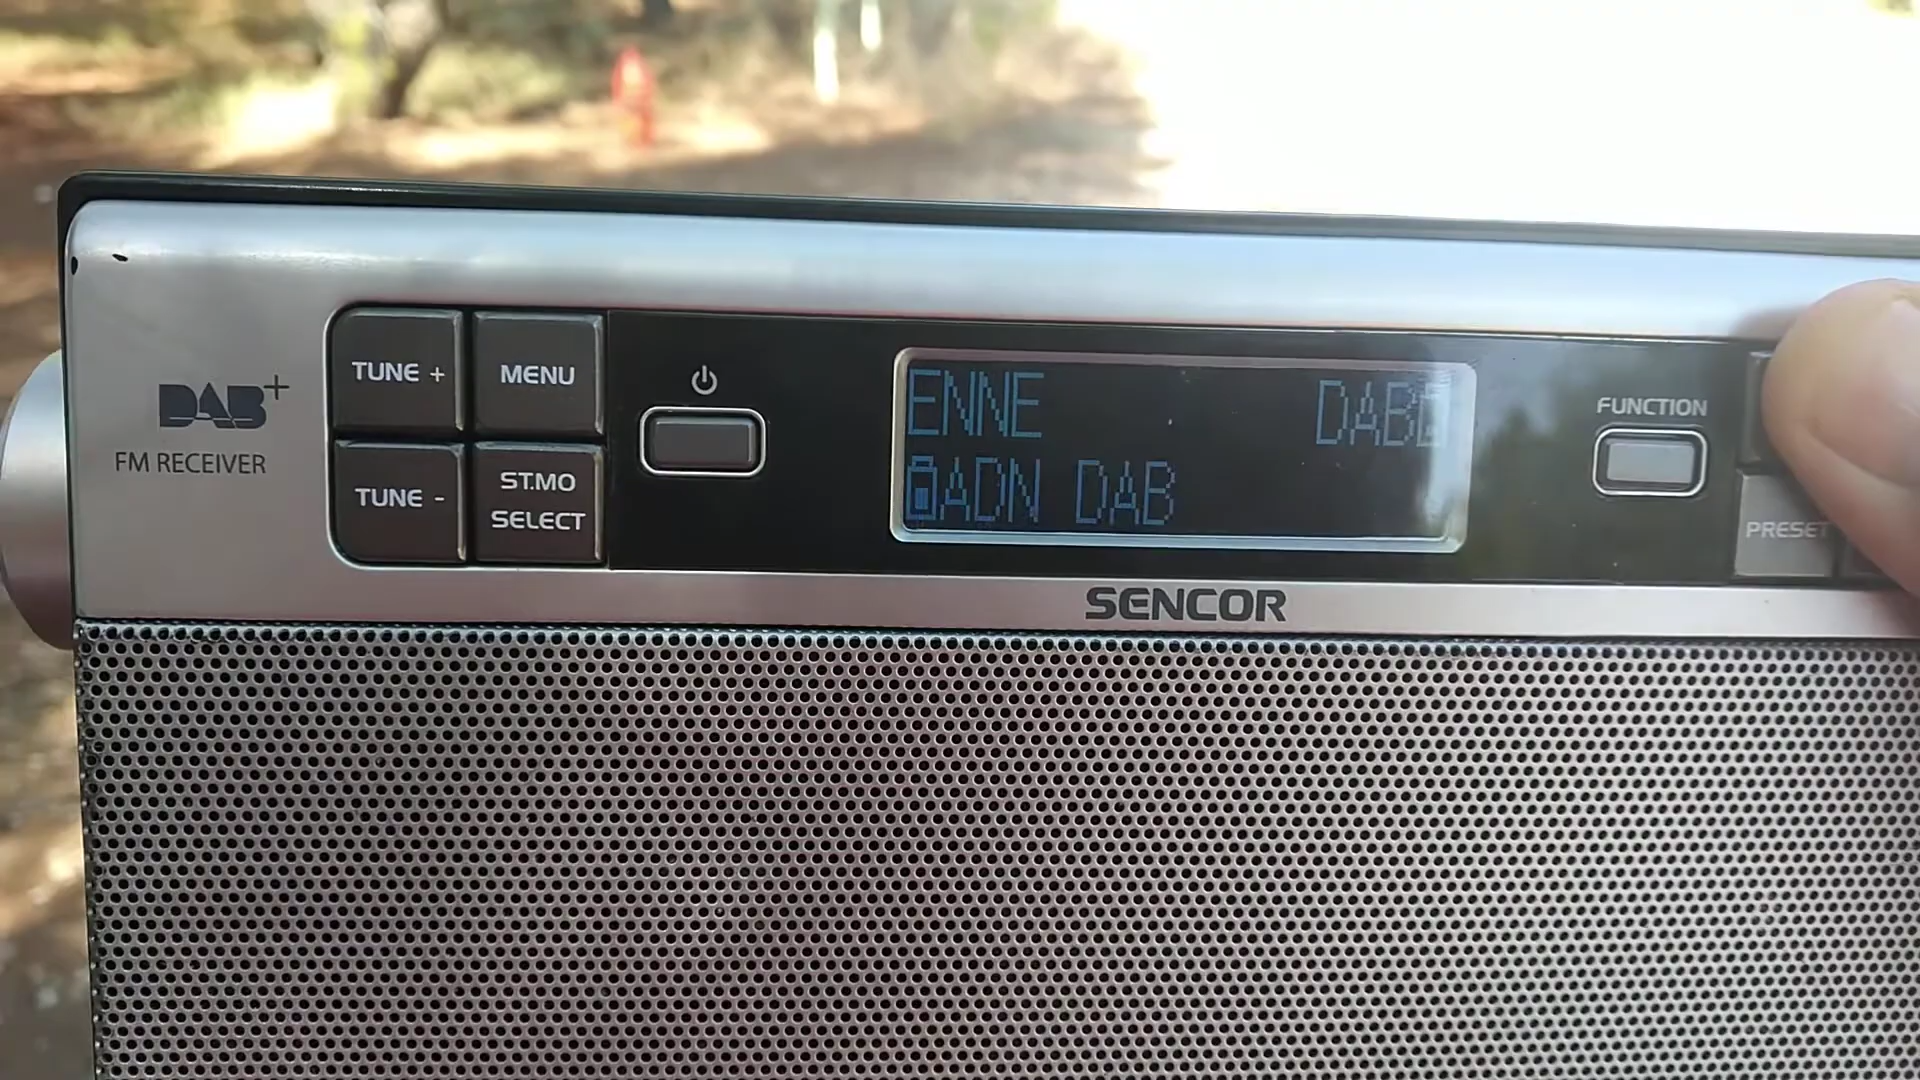 DAB+
FM RECEIVER
TUNE +
MENU
TUNE -
ST.MO
SELECT
ENNE DAB
ADN DAB
FUNCTION
PRESET
SENCOR